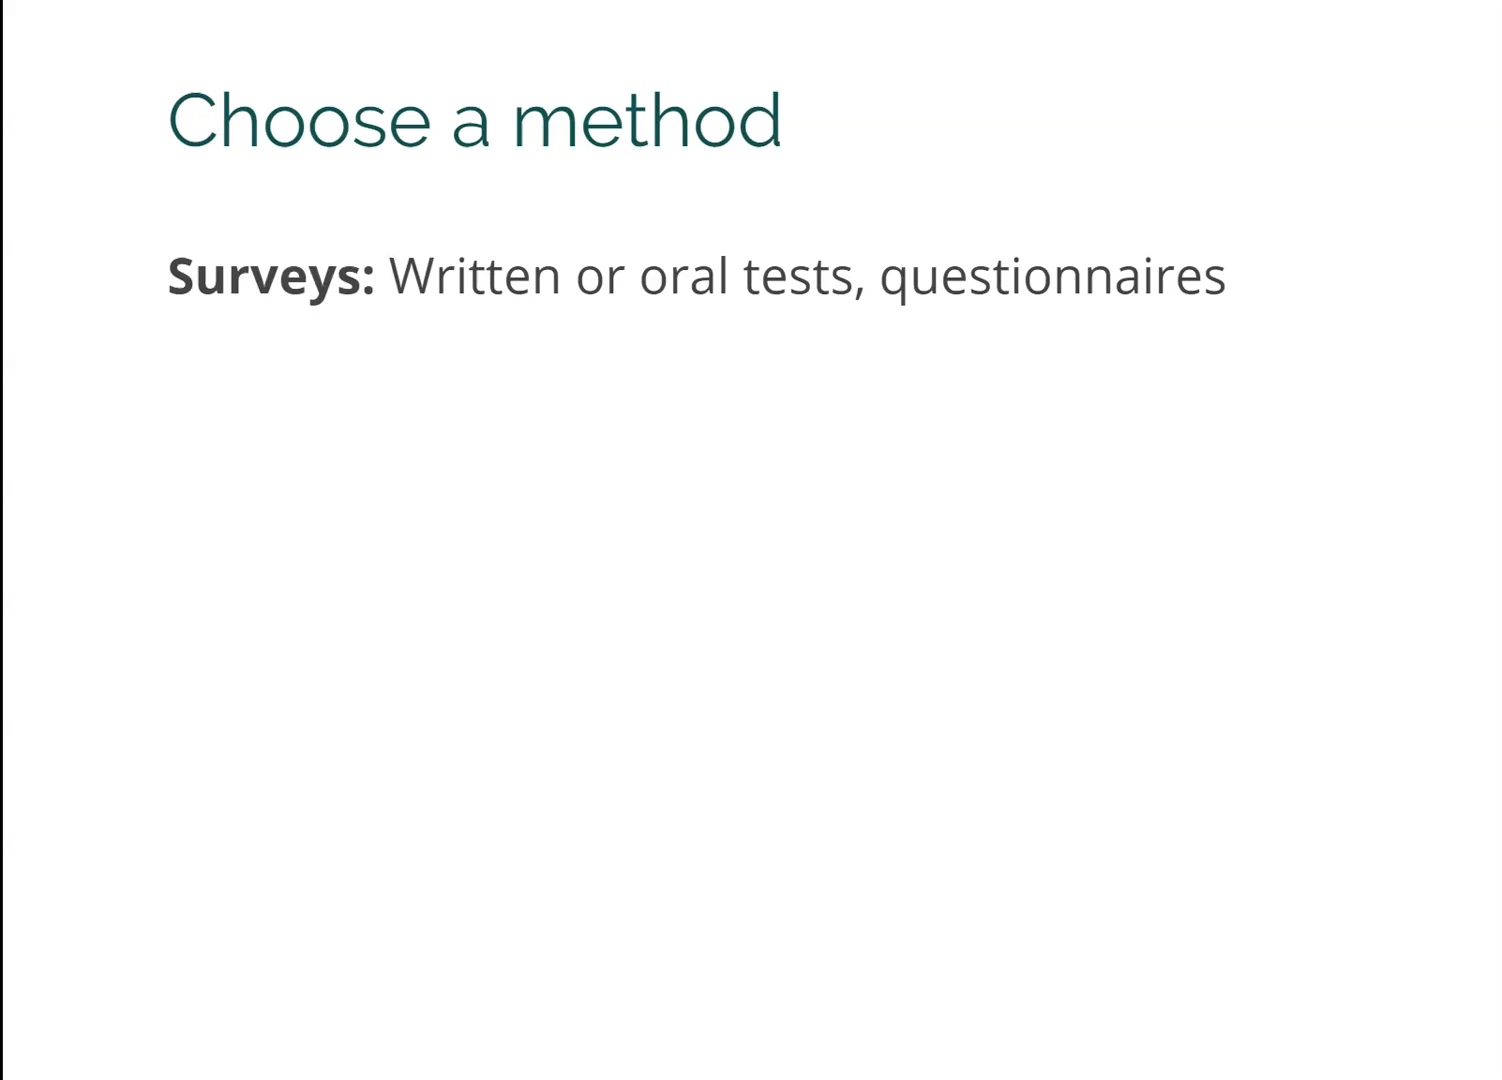 Choose a method
Surveys: Written or oral tests, questionnaires